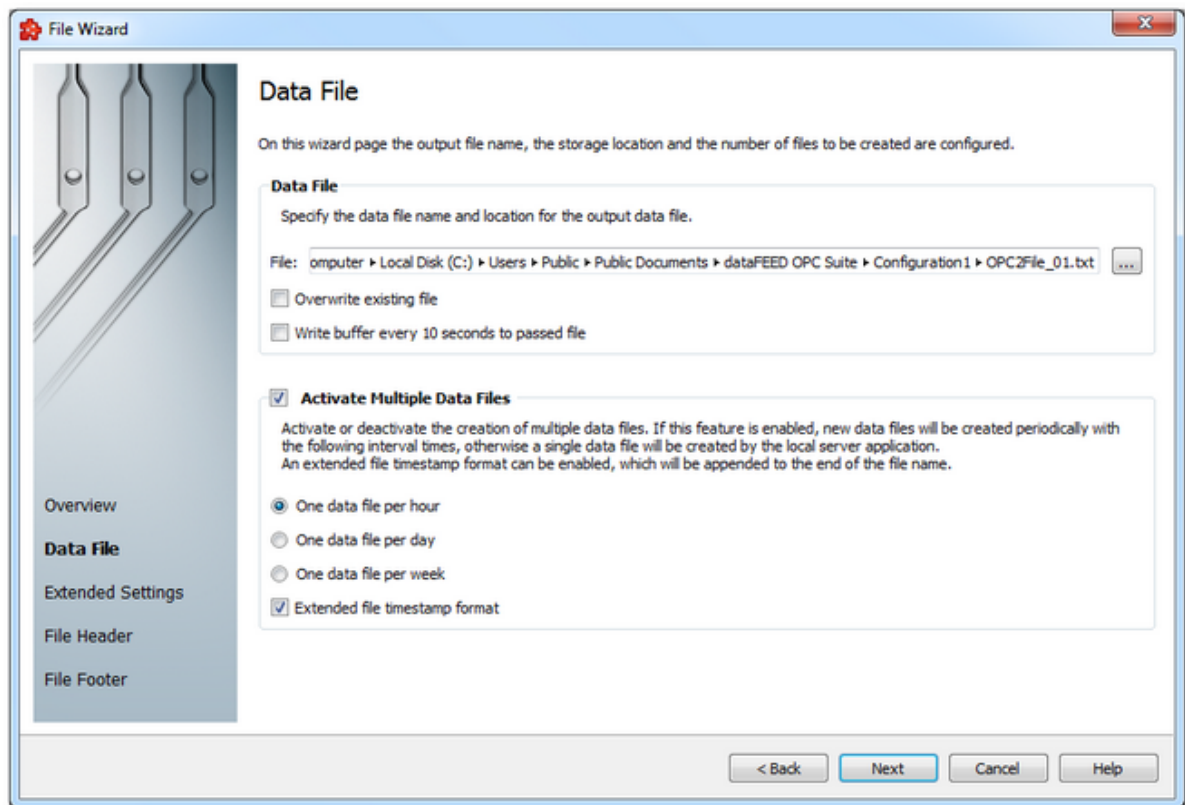 File Wizard
Data File
On this wizard page the output file name, the storage location and the number of files to be created are configured.
Data File
Specify the data file name and location for the output data file.
File: omputer ▸ Local Disk (C:) ▸ Users ▸ Public ▸ Public Documents ▸ dataFEED OPC Suite ▸ Configuration1 ▸ OPC2File_01.txt ...
Overwrite existing file
Write buffer every 10 seconds to passed file
Activate Multiple Data Files
Activate or deactivate the creation of multiple data files. If this feature is enabled, new data files will be created periodically with
the following interval times, otherwise a single data file will be created by the local server application.
An extended file timestamp format can be enabled, which will be appended to the end of the file name.
One data file per hour
One data file per day
One data file per week
Extended file timestamp format
Overview
Data File
Extended Settings
File Header
File Footer
< Back Next Cancel Help